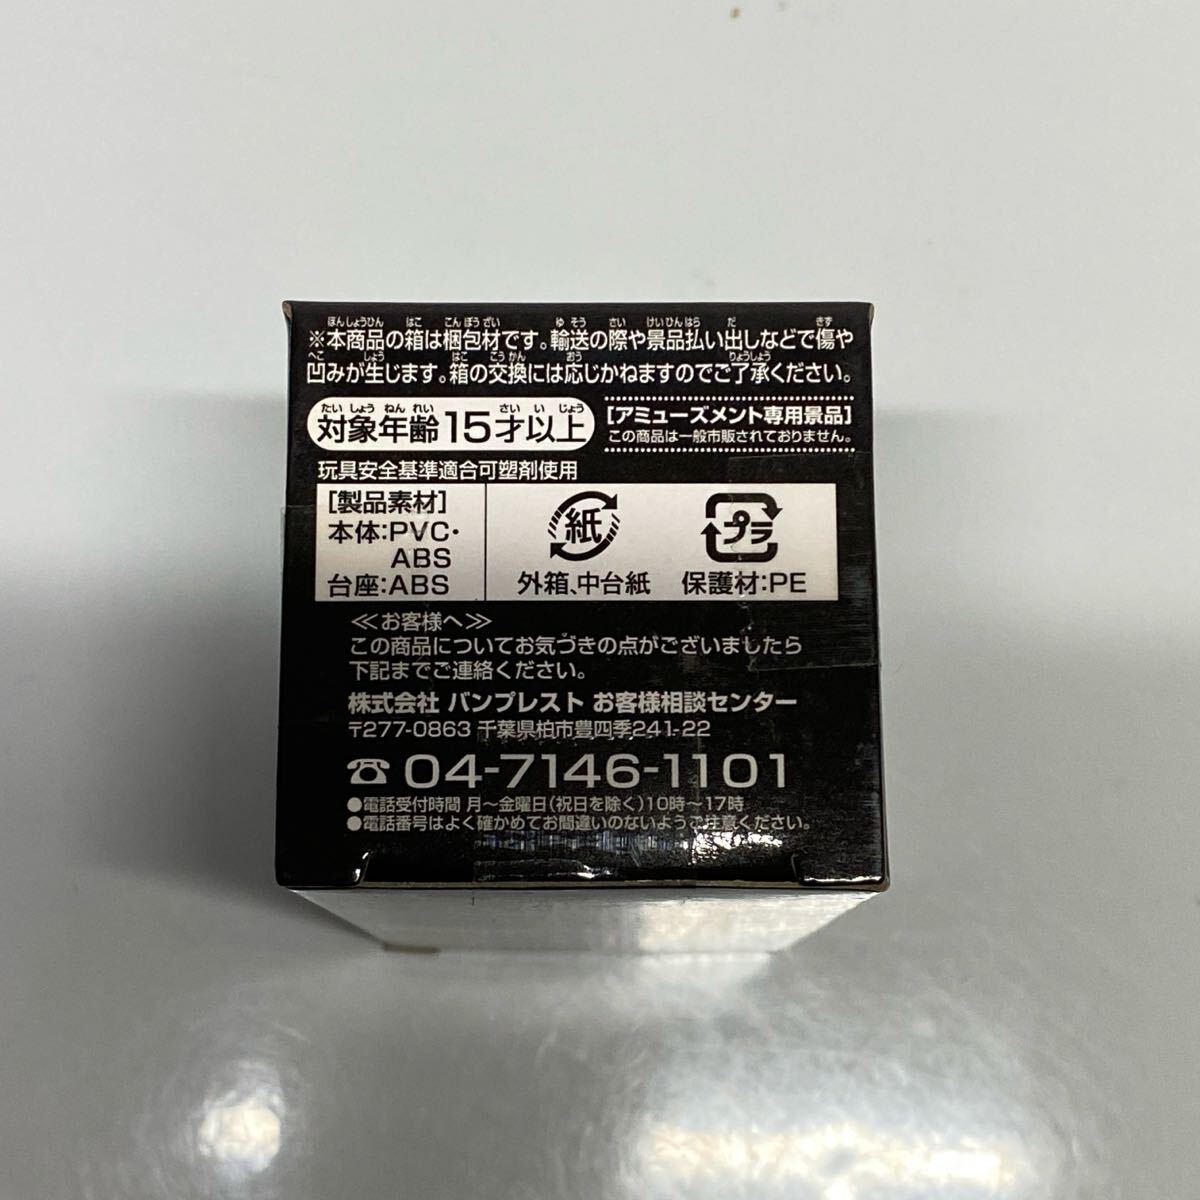 ※本商品の箱は梱包材です。輸送の際や景品払い出しなどで傷や
凹みが生じます。箱の交換には応じかねますのでご了承ください。
対象年齢15才以上
[アミューズメント専用景品]
この商品は一般市販されておりません。
玩具安全基準適合可塑剤使用
[製品素材]
本体:PVC・
ABS
台座:ABS
紙
外箱、中台紙
プラ
保護材:PE
≪お客様へ≫
この商品についてお気づきの点がございましたら
下記までご連絡ください。
株式会社 バンプレスト お客様相談センター
〒277-0863 千葉県柏市豊四季241-22
☎04-7146-1101
●電話受付時間 月〜金曜日(祝日を除く)10時〜17時
●電話番号はよく確かめてお間違いのないようご注意ください。